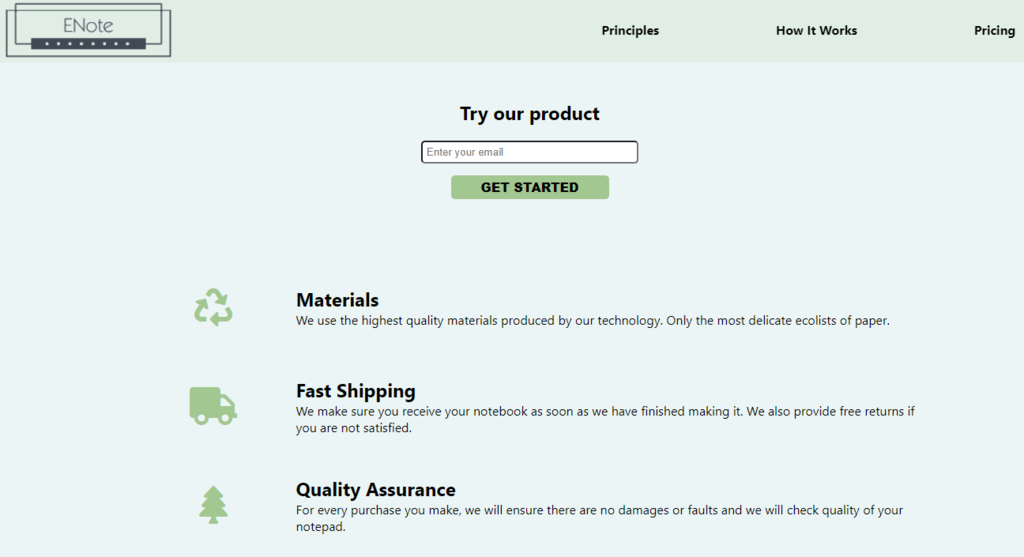 ENote
Principles
How It Works
Pricing
Try our product
Enter your email
GET STARTED
Materials
We use the highest quality materials produced by our technology. Only the most delicate ecolists of paper.
Fast Shipping
We make sure you receive your notebook as soon as we have finished making it. We also provide free returns if
you are not satisfied.
Quality Assurance
For every purchase you make, we will ensure there are no damages or faults and we will check quality of your
notepad.